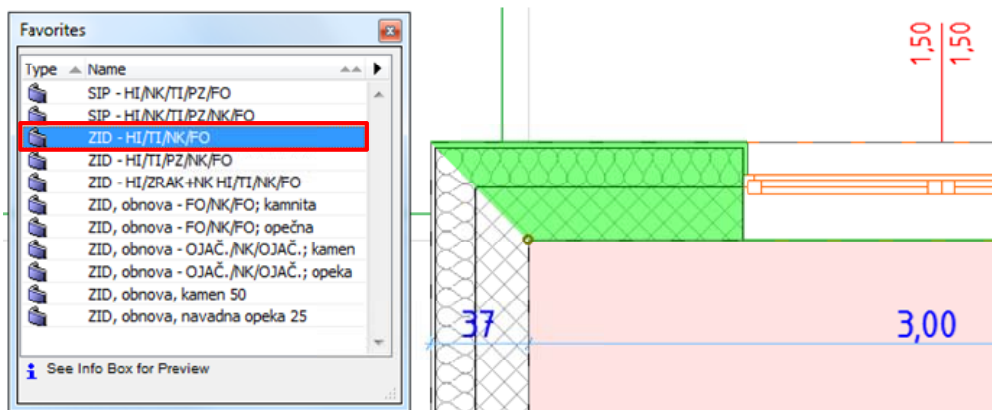 Favorites
Type Name
SIP - HI/NK/TI/PZ/FO
SIP - HI/NK/TI/PZ/NK/FO
ZID - HI/TI/NK/FO
ZID - HI/TI/PZ/NK/FO
ZID - HI/ZRAK+NK HI/TI/NK/FO
ZID, obnova - FO/NK/FO; kamnita
ZID, obnova - FO/NK/FO; opečna
ZID, obnova - OJAČ./NK/OJAČ.; kamen
ZID, obnova - OJAČ./NK/OJAČ.; opeka
ZID, obnova, kamen 50
ZID, obnova, navadna opeka 25
See Info Box for Preview
1,50
1,50
37
3,00